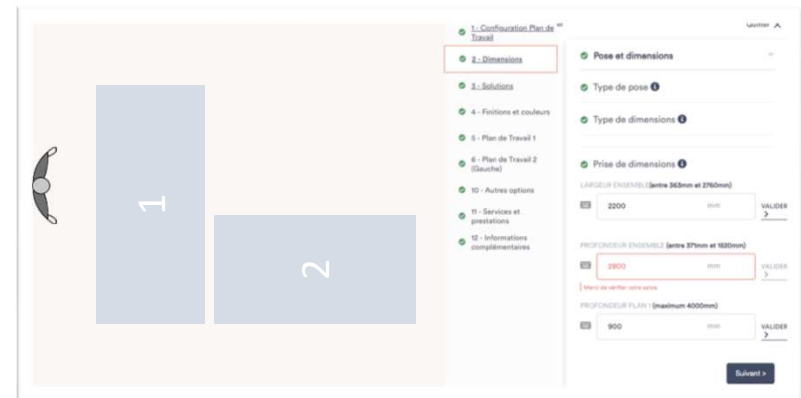 1
2
1 - Configuration Plan de
Travail
2 - Dimensions
3 - Solutions
4 - Finitions et couleurs
5 - Plan de Travail 1
6 - Plan de Travail 2
(Gauche)
10 - Autres options
11 - Services et
prestations
12 - Informations
complémentaires
Quitter
Pose et dimensions
Type de pose
Type de dimensions
Prise de dimensions
LARGEUR ENSEMBLE (entre 363mm et 2760mm)
2200 mm VALIDER >
PROFONDEUR ENSEMBLE (entre 371mm et 1820mm)
2800 mm VALIDER >
Merci de vérifier votre saisie
PROFONDEUR PLAN 1 (maximum 4000mm)
900 mm VALIDER >
Suivant >